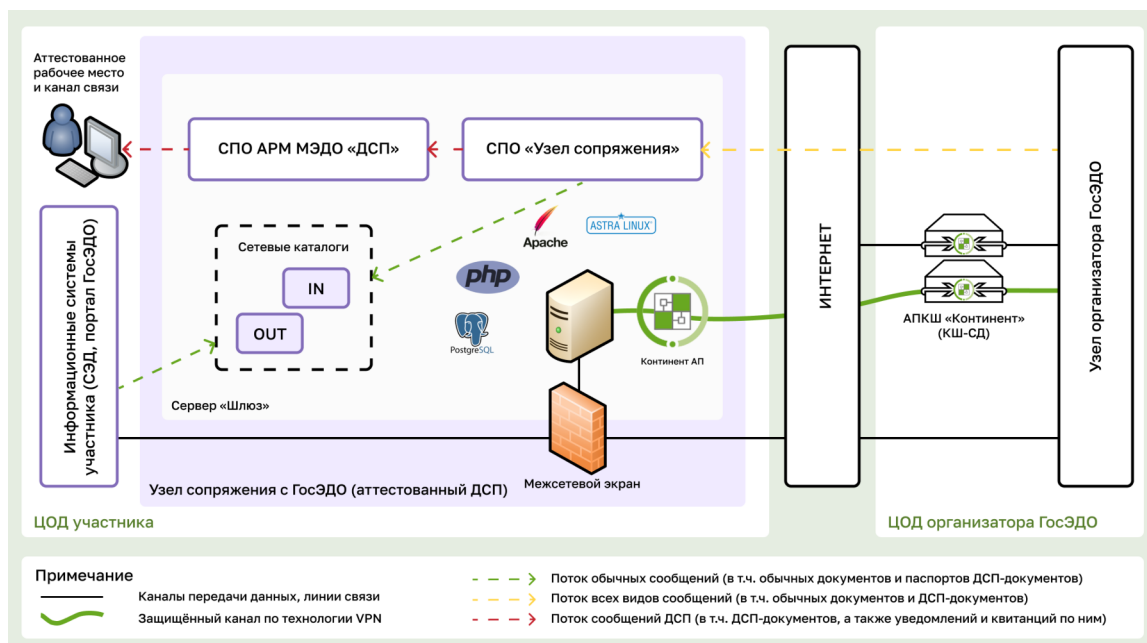 Аттестованное
рабочее место
и канал связи
СПО АРМ МЭДО «ДСП»
СПО «Узел сопряжения»
Сетевые каталоги
IN
OUT
Apache
ASTRA LINUX
php
PostgreSQL
Континент АП
Сервер «Шлюз»
Межсетевой экран
Узел сопряжения с ГосЭДО (аттестованный ДСП)
Информационные системы
участника (СЭД, портал ГосЭДО)
ЦОД участника
ИНТЕРНЕТ
АПКШ «Континент»
(КШ-СД)
Узел организатора ГосЭДО
ЦОД организатора ГосЭДО
Примечание
Каналы передачи данных, линии связи
Защищённый канал по технологии VPN
Поток обычных сообщений (в т.ч. обычных документов и паспортов ДСП-документов)
Поток всех видов сообщений (в т.ч. обычных документов и ДСП-документов)
Поток сообщений ДСП (в т.ч. ДСП-документов, а также уведомлений и квитанций по ним)